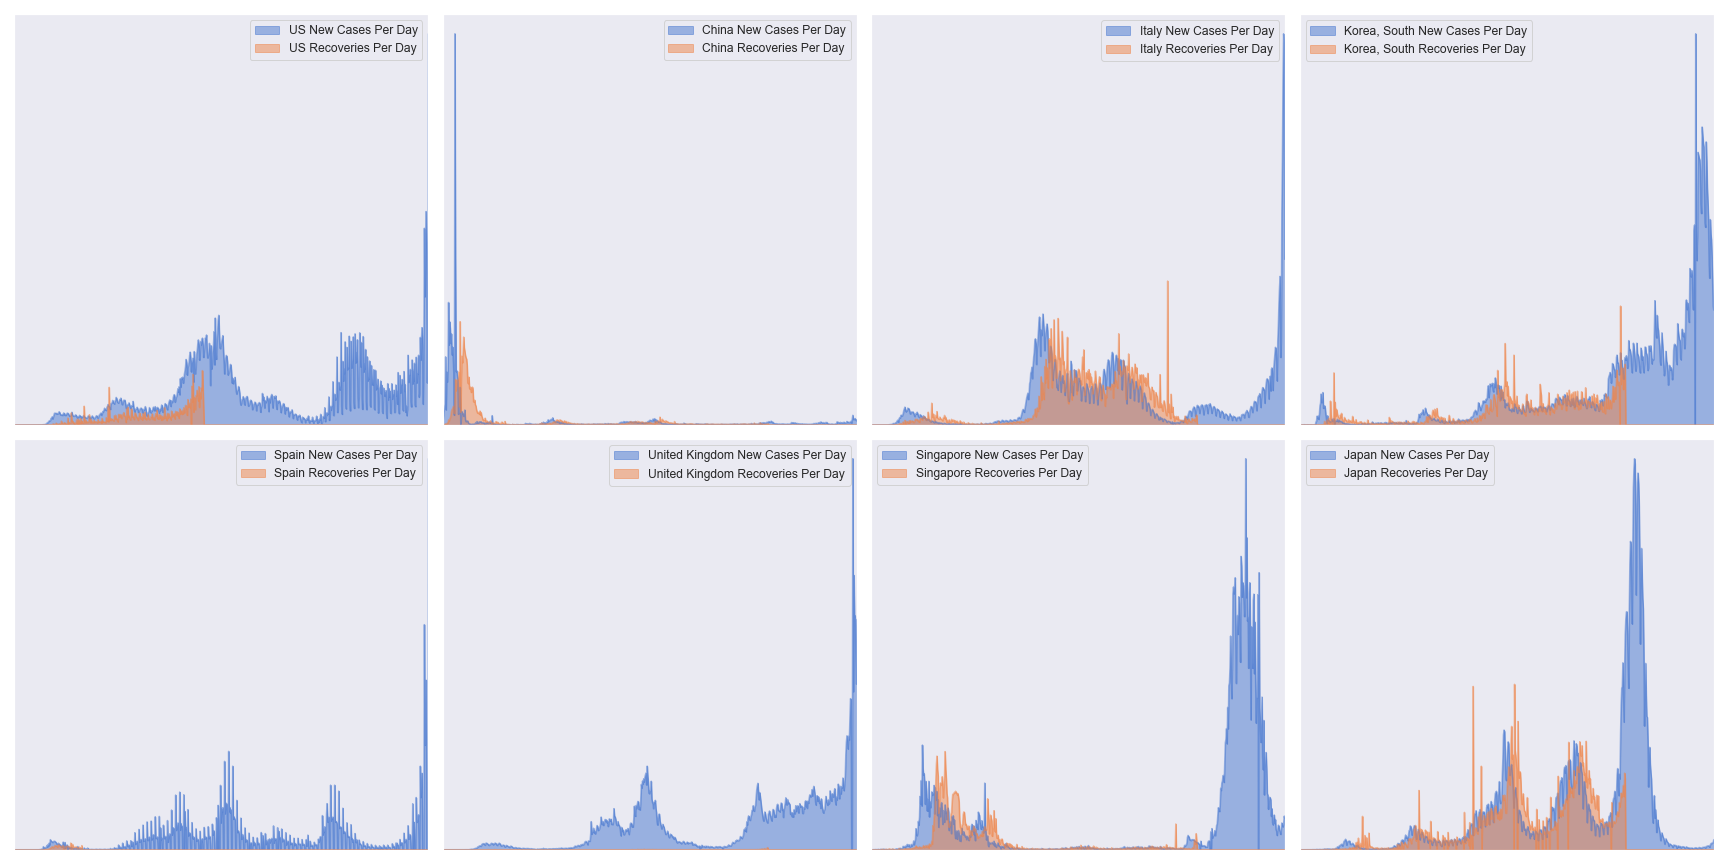 US New Cases Per Day
US Recoveries Per Day
China New Cases Per Day
China Recoveries Per Day
Italy New Cases Per Day
Italy Recoveries Per Day
Korea, South New Cases Per Day
Korea, South Recoveries Per Day
Spain New Cases Per Day
Spain Recoveries Per Day
United Kingdom New Cases Per Day
United Kingdom Recoveries Per Day
Singapore New Cases Per Day
Singapore Recoveries Per Day
Japan New Cases Per Day
Japan Recoveries Per Day